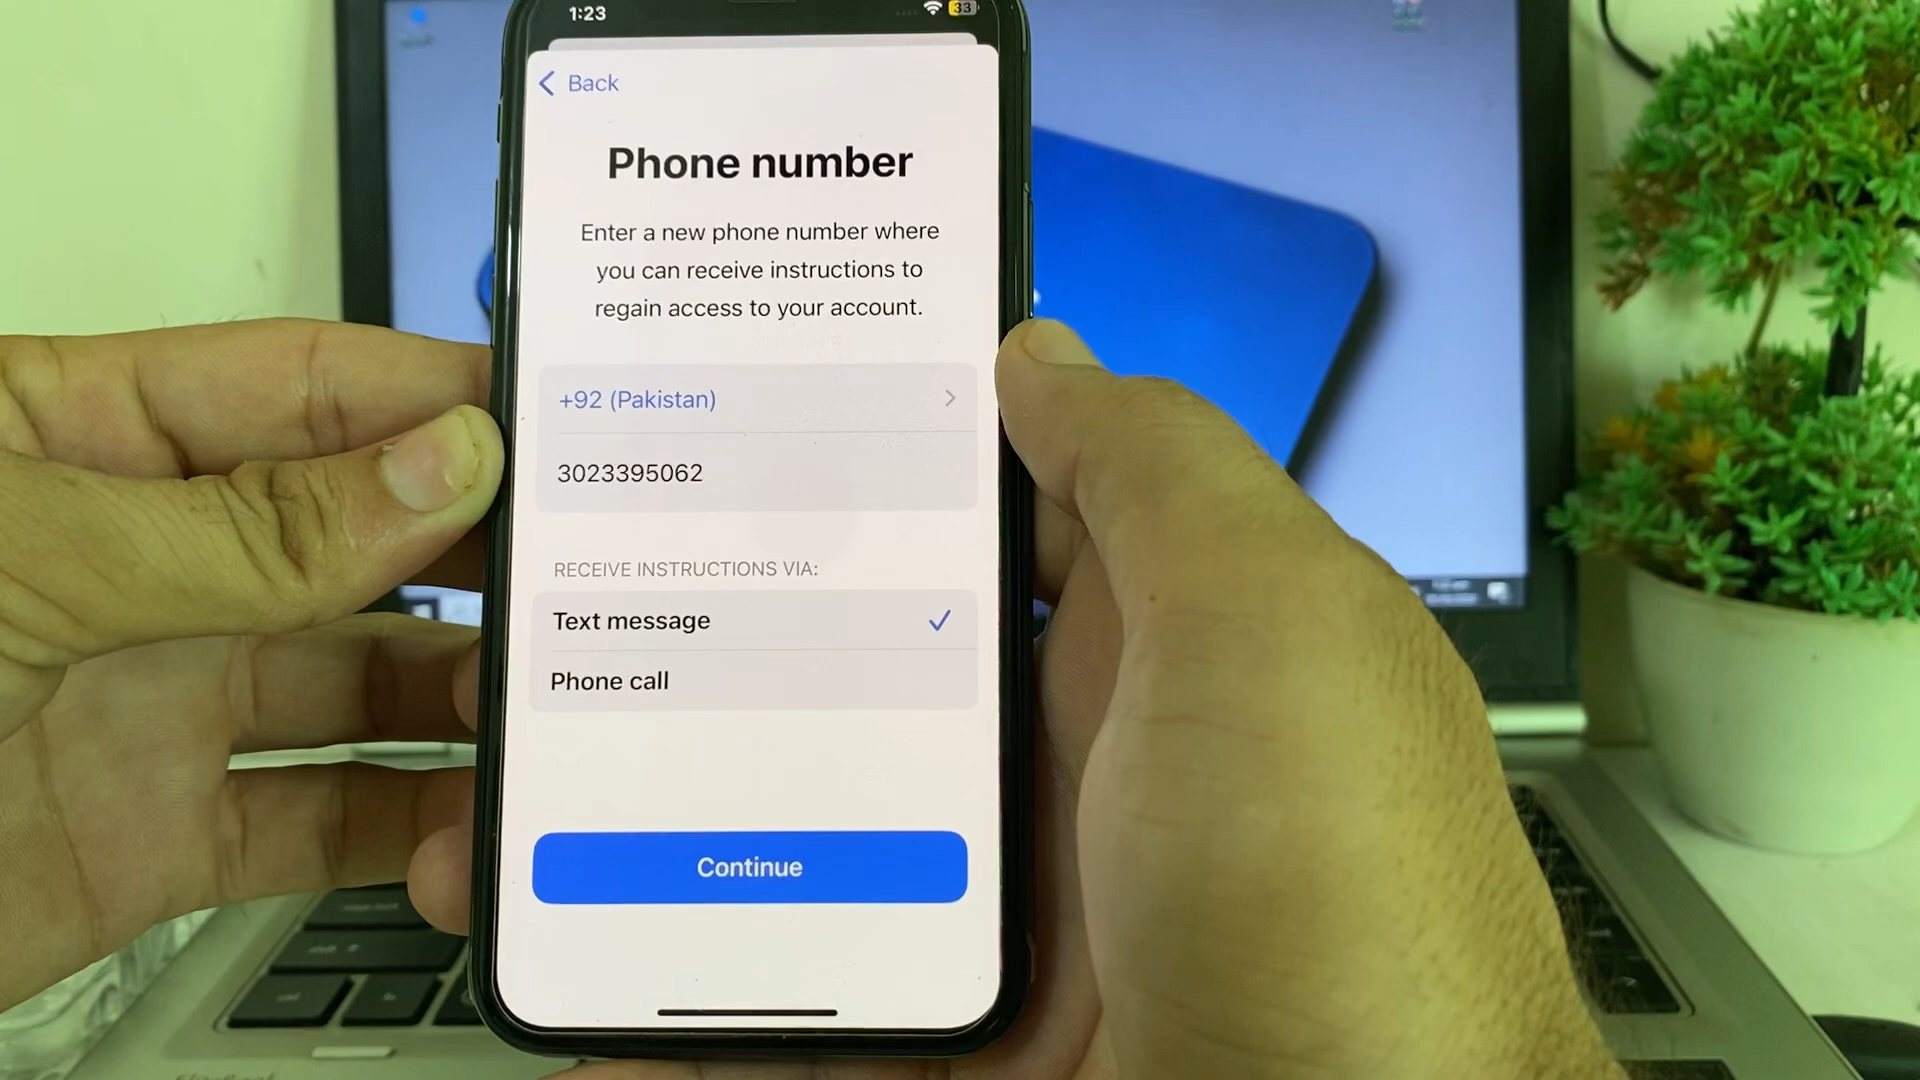 1:23
33
Back
Phone number
Enter a new phone number where
you can receive instructions to
regain access to your account.
+92 (Pakistan)
3023395062
RECEIVE INSTRUCTIONS VIA:
Text message
Phone call
Continue